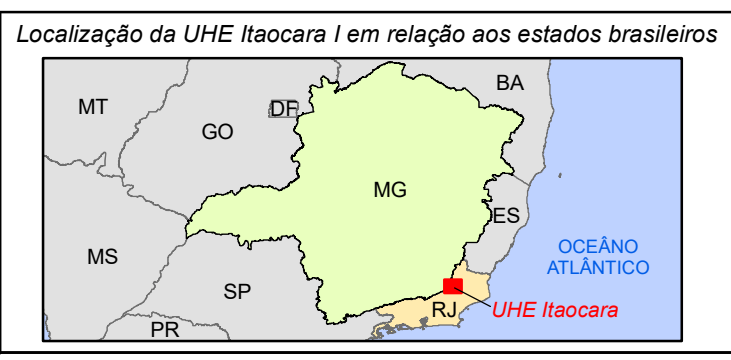 Localização da UHE Itaocara I em relação aos estados brasileiros
BA
MT
DF
GO
MG
ES
OCEÂNO
ATLÂNTICO
MS
SP
RJ
UHE Itaocara
PR